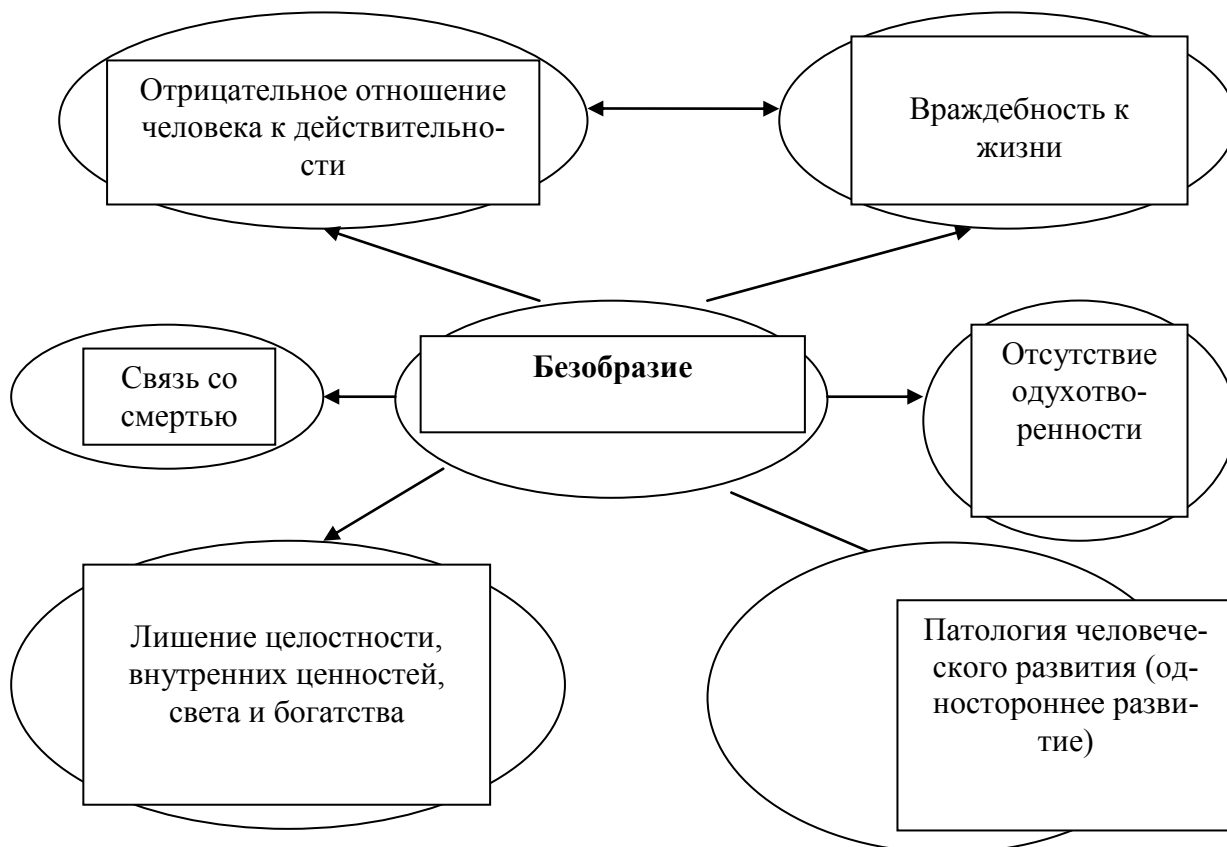 Отрицательное отношение
человека к действительно-
сти
Враждебность к
жизни
Связь со
смертью
Безобразие
Отсутствие
одухотво-
ренности
Лишение целостности,
внутренних ценностей,
света и богатства
Патология человече-
ского развития (од-
ностороннее разви-
тие)